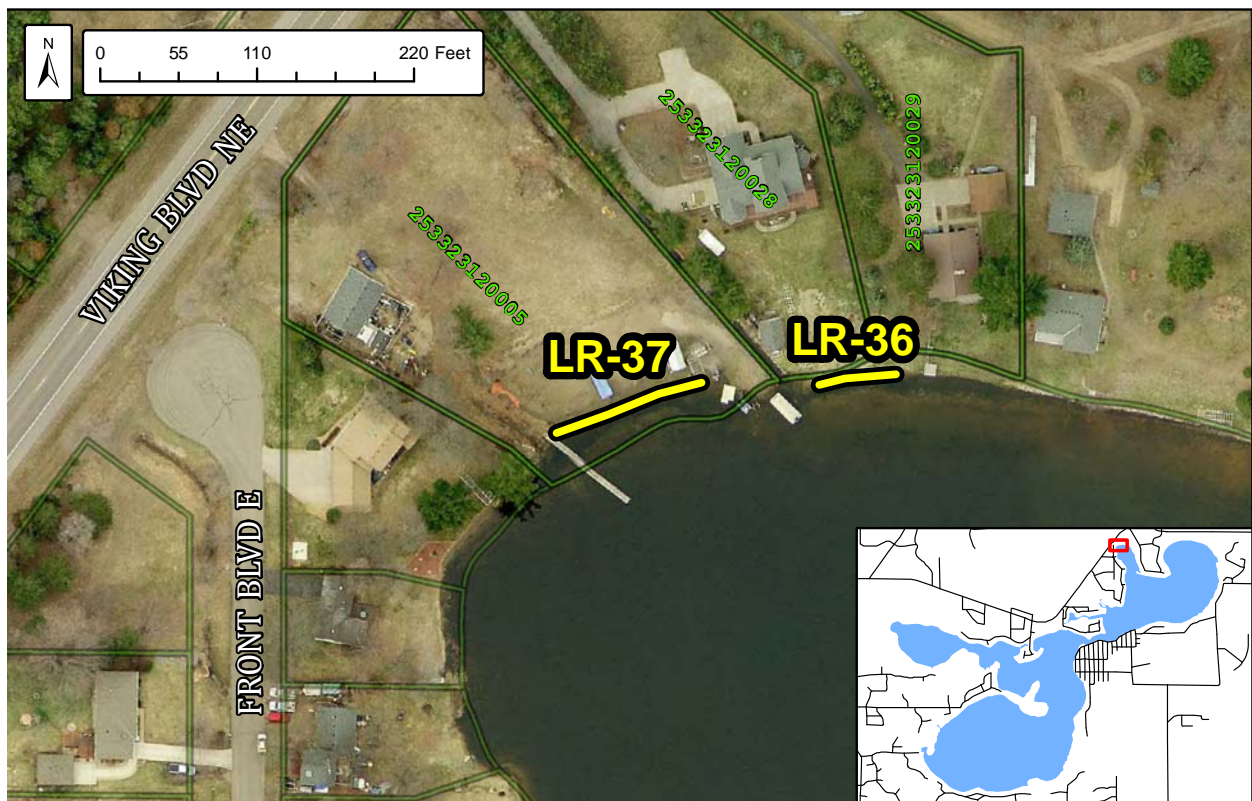 N
0 55 110 220 Feet
VIKING BLVD NE
253323120028
253323120029
253323120005
LR-37
LR-36
FRONT BLVD E